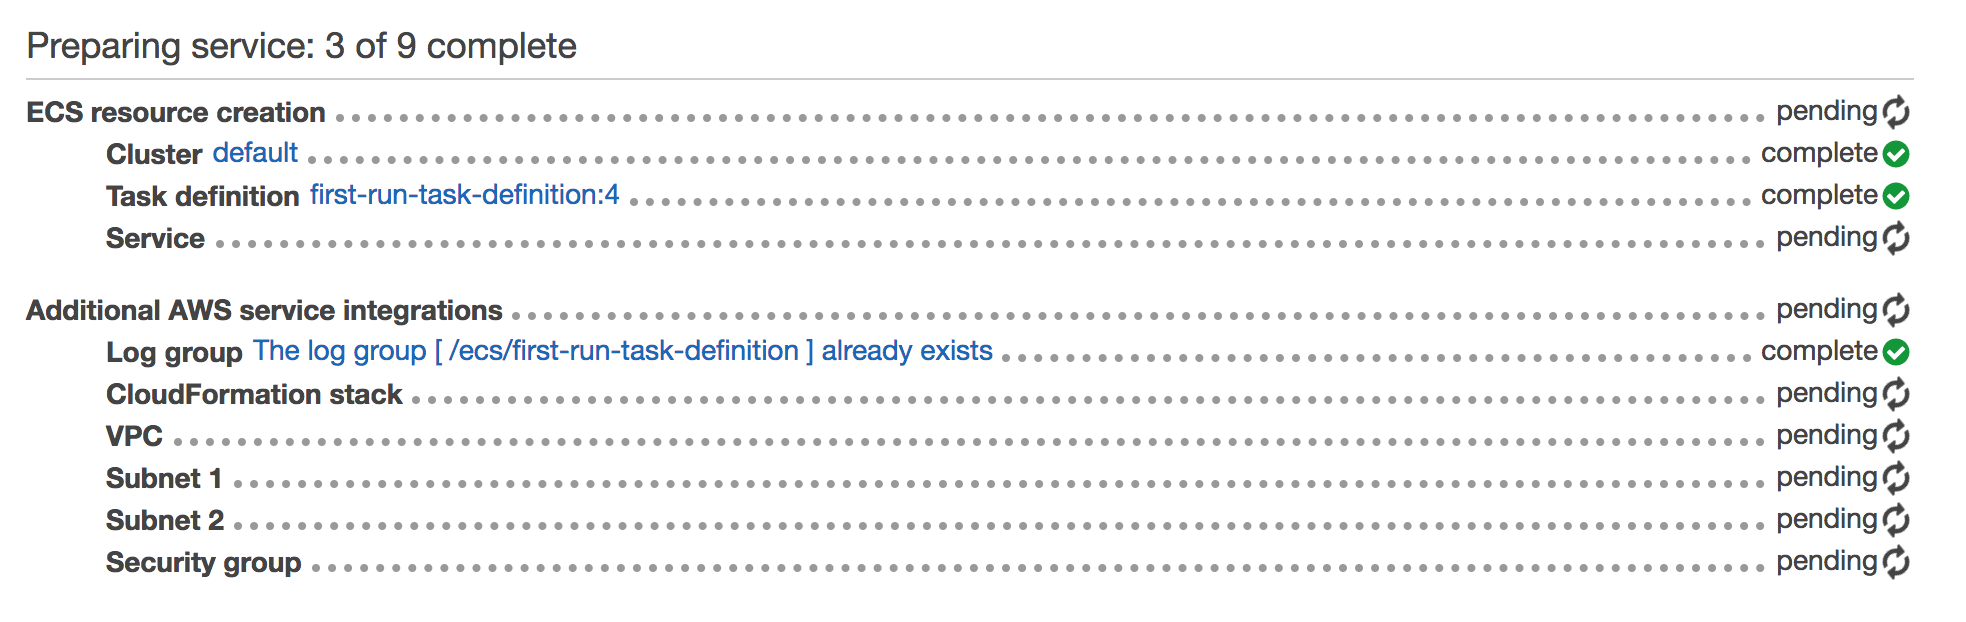 Preparing service: 3 of 9 complete
ECS resource creation pending
Cluster default complete
Task definition first-run-task-definition:4 complete
Service pending
Additional AWS service integrations pending
Log group The log group [ /ecs/first-run-task-definition ] already exists complete
CloudFormation stack pending
VPC pending
Subnet 1 pending
Subnet 2 pending
Security group pending